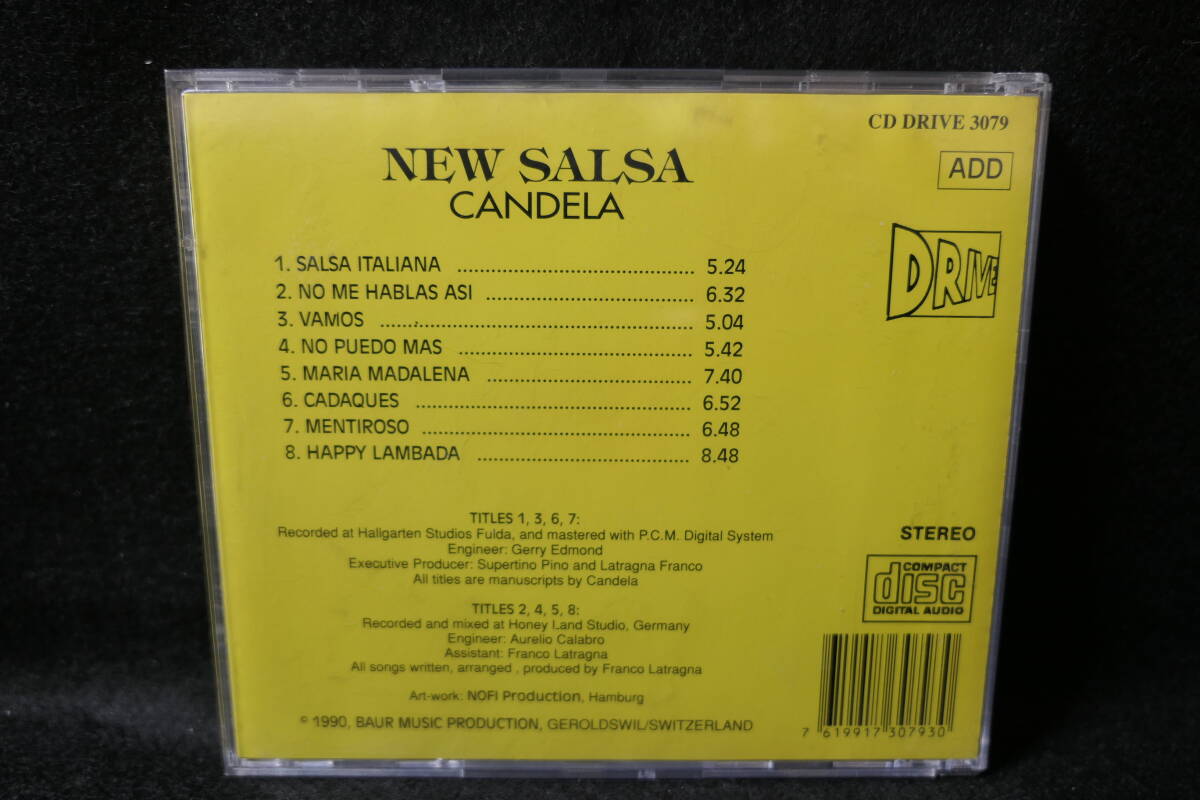 CD DRIVE 3079
ADD
DRIVE
NEW SALSA
CANDELA
1. SALSA ITALIANA ........................................ 5.24
2. NO ME HABLAS ASI ................................... 6.32
3. VAMOS ..................................................... 5.04
4. NO PUEDO MAS ....................................... 5.42
5. MARIA MADALENA ................................... 7.40
6. CADAQUES .............................................. 6.52
7. MENTIROSO ............................................. 6.48
8. HAPPY LAMBADA .................................... 8.48
TITLES 1, 3, 6, 7:
Recorded at Hallgarten Studios Fulda, and mastered with P.C.M. Digital System
Engineer: Gerry Edmond
Executive Producer: Supertino Pino and Latragna Franco
All titles are manuscripts by Candela
TITLES 2, 4, 5, 8:
Recorded and mixed at Honey Land Studio, Germany
Engineer: Aurelio Calabro
Assistant: Franco Latragna
All songs written, arranged , produced by Franco Latragna
Art-work: NOFI Production, Hamburg
© 1990, BAUR MUSIC PRODUCTION, GEROLDSWIL/SWITZERLAND
STEREO
COMPACT
disc
DIGITAL AUDIO
7 619917 307930